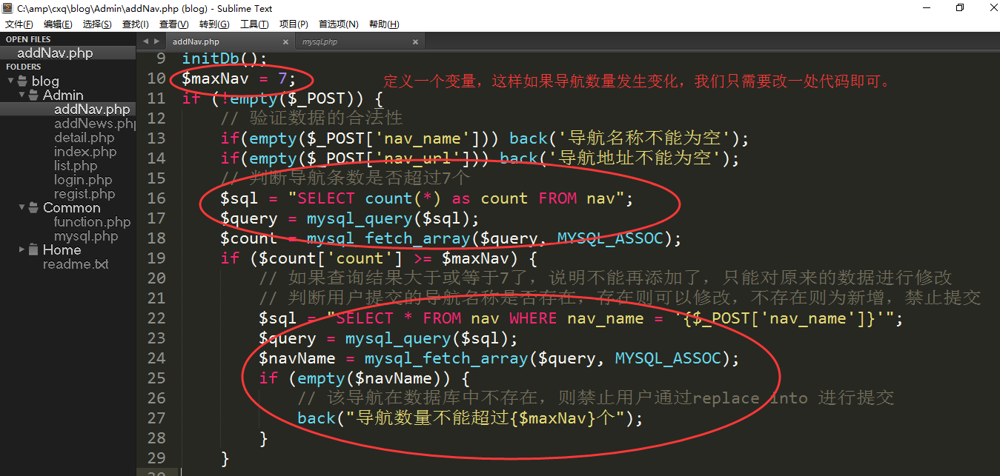 C:\amp\cxq\blog\Admin\addNav.php (blog) - Sublime Text
文件(F) 编辑(E) 选择(S) 查找(I) 查看(V) 转到(G) 工具(T) 项目(P) 首选项(N) 帮助(H)
OPEN FILES
addNav.php
FOLDERS
blog
Admin
addNav.php
addNews.php
detail.php
index.php
list.php
login.php
regist.php
Common
function.php
mysql.php
Home
readme.txt
addNav.php × mysql.php ×
9 initDb();
10 $maxNav = 7; 定义一个变量，这样如果导航数量发生变化，我们只需要改一处代码即可。
11 if (!empty($_POST)) {
12 // 验证数据的合法性
13 if(empty($_POST['nav_name'])) back('导航名称不能为空');
14 if(empty($_POST['nav_url'])) back('导航地址不能为空');
15 // 判断导航条数是否超过7个
16 $sql = "SELECT count(*) as count FROM nav";
17 $query = mysql_query($sql);
18 $count = mysql_fetch_array($query, MYSQL_ASSOC);
19 if ($count['count'] >= $maxNav) {
20 // 如果查询结果大于或等于7了，说明不能再添加了，只能对原来的数据进行修改
21 // 判断用户提交的导航名称是否存在，存在则可以修改，不存在则为新增，禁止提交
22 $sql = "SELECT * FROM nav WHERE nav_name = '{$_POST['nav_name']}'";
23 $query = mysql_query($sql);
24 $navName = mysql_fetch_array($query, MYSQL_ASSOC);
25 if (empty($navName)) {
26 // 该导航在数据库中不存在，则禁止用户通过replace into 进行提交
27 back("导航数量不能超过{$maxNav}个");
28 }
29 }
30